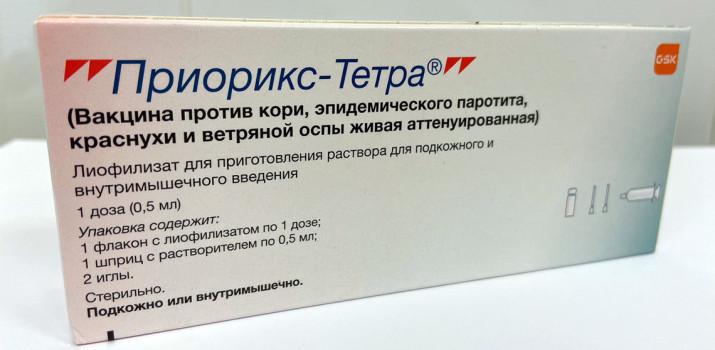 Приорикс-Тетра®
GSK
(Вакцина против кори, эпидемического паротита,
краснухи и ветряной оспы живая аттенуированная)
Лиофилизат для приготовления раствора для подкожного и
внутримышечного введения
1 доза (0,5 мл)
Упаковка содержит:
1 флакон с лиофилизатом по 1 дозе;
1 шприц с растворителем по 0,5 мл;
2 иглы.
Стерильно.
Подкожно или внутримышечно.